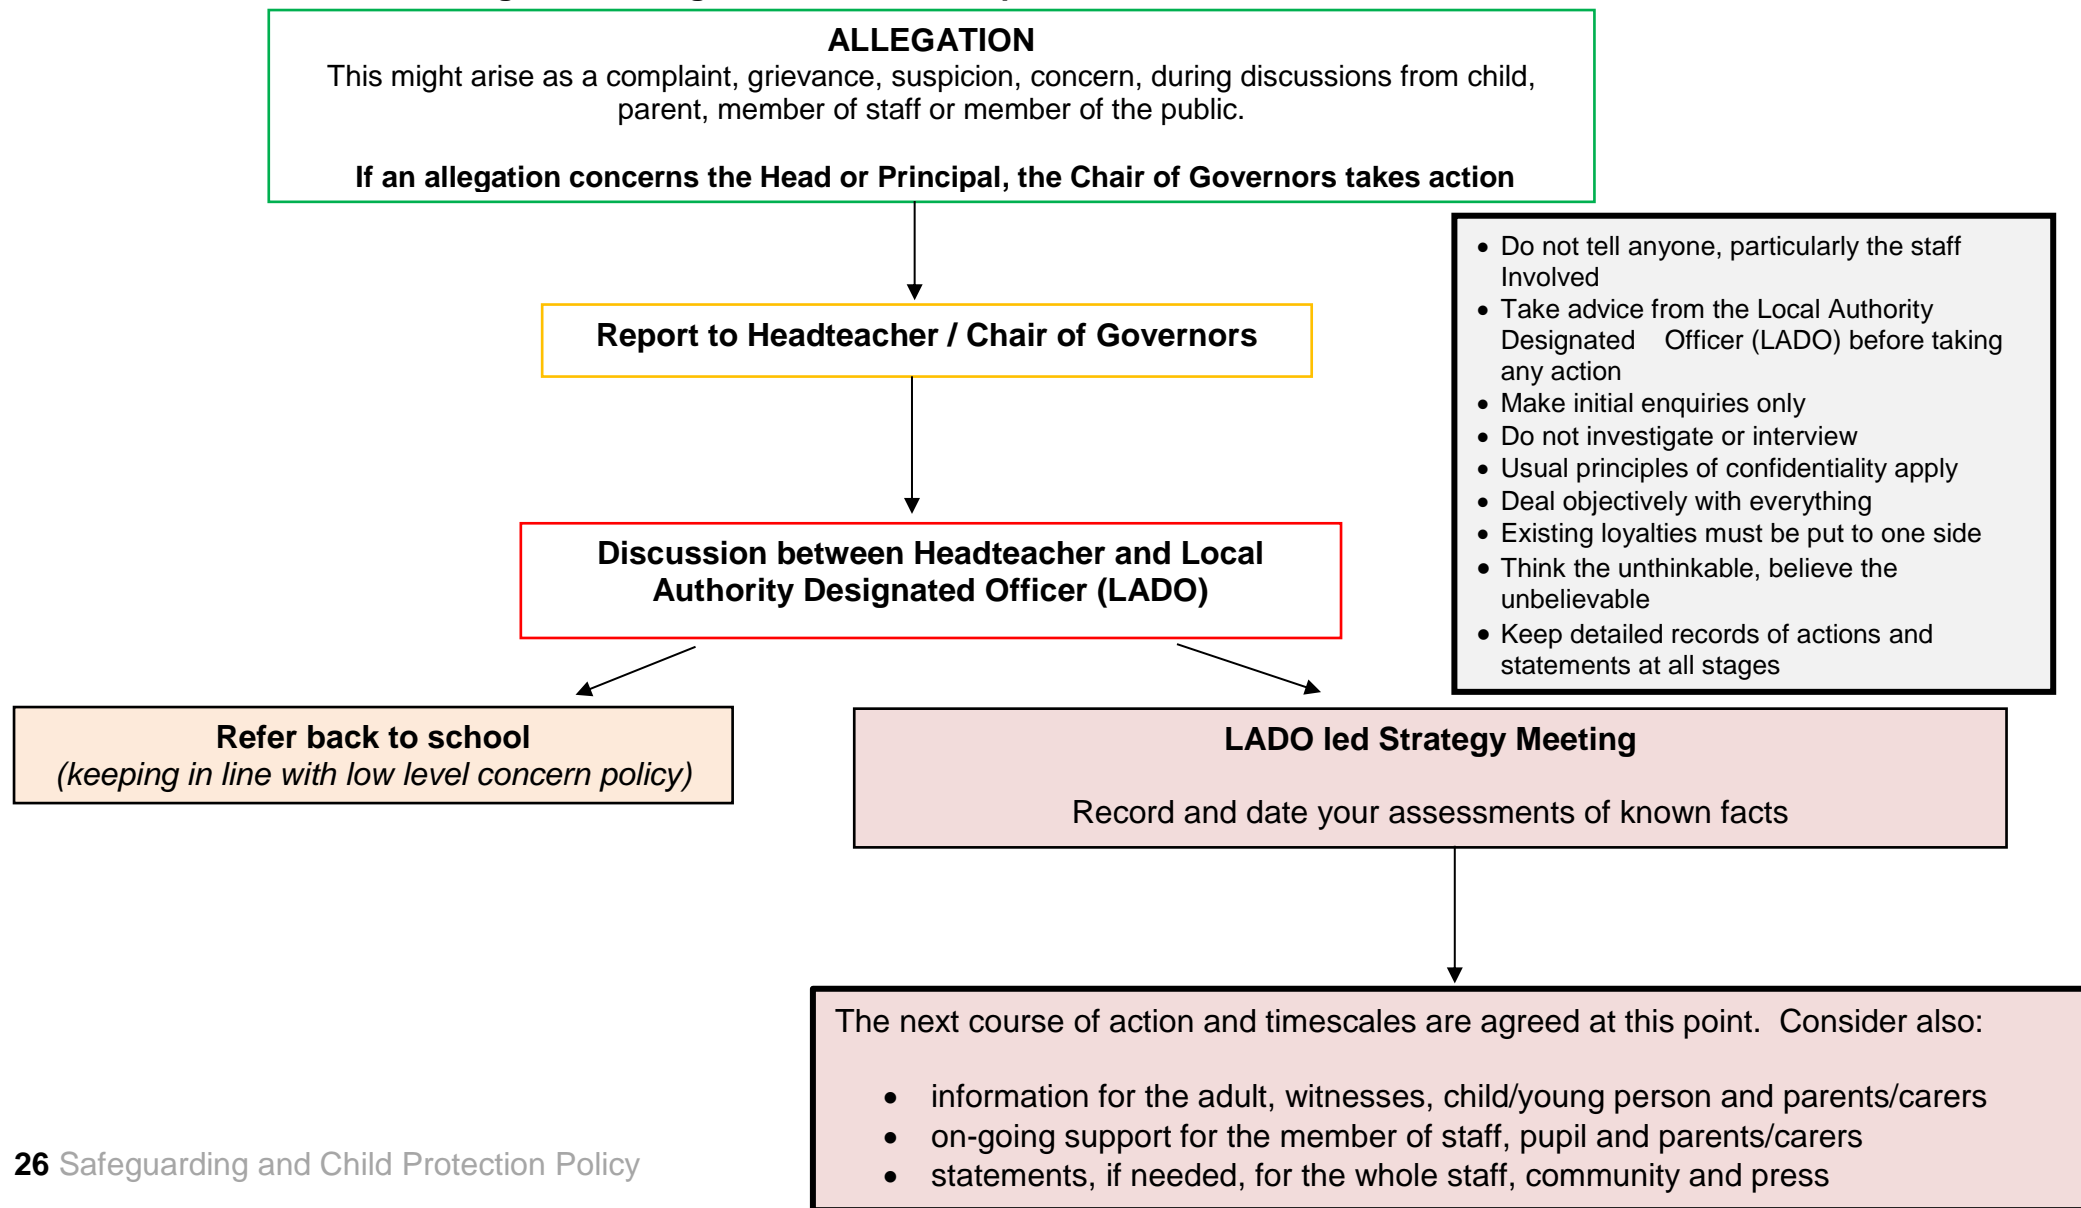 ALLEGATION
This might arise as a complaint, grievance, suspicion, concern, during discussions from child,
parent, member of staff or member of the public.
If an allegation concerns the Head or Principal, the Chair of Governors takes action
• Do not tell anyone, particularly the staff
Involved
• Take advice from the Local Authority
Designated Officer (LADO) before taking
any action
• Make initial enquiries only
• Do not investigate or interview
• Usual principles of confidentiality apply
• Deal objectively with everything
• Existing loyalties must be put to one side
• Think the unthinkable, believe the
unbelievable
• Keep detailed records of actions and
statements at all stages
Report to Headteacher / Chair of Governors
Discussion between Headteacher and Local
Authority Designated Officer (LADO)
Refer back to school
(keeping in line with low level concern policy)
LADO led Strategy Meeting
Record and date your assessments of known facts
The next course of action and timescales are agreed at this point. Consider also:
• information for the adult, witnesses, child/young person and parents/carers
• on-going support for the member of staff, pupil and parents/carers
• statements, if needed, for the whole staff, community and press
26 Safeguarding and Child Protection Policy